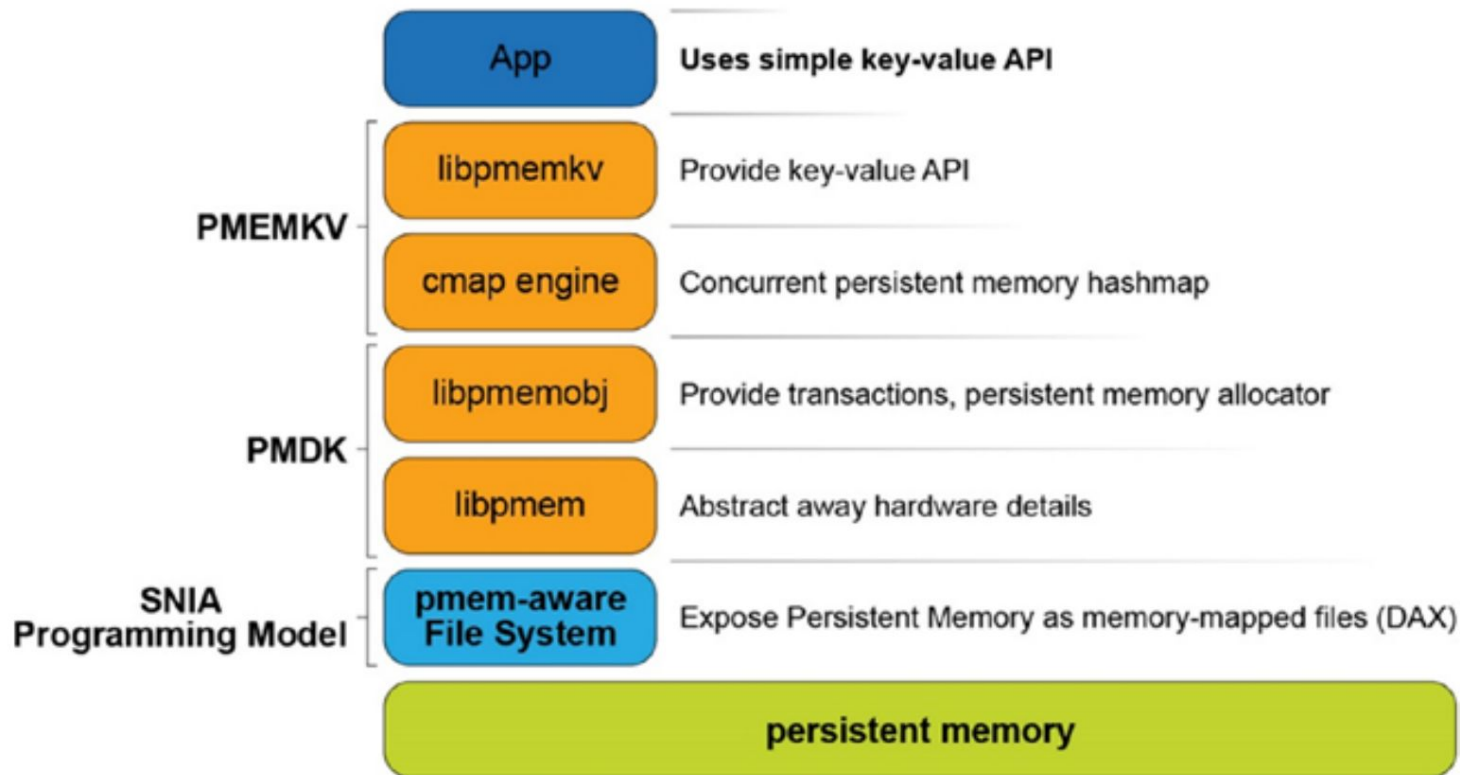 App
Uses simple key-value API
libpmemkv
Provide key-value API
PMEMKV
cmap engine
Concurrent persistent memory hashmap
libpmemobj
Provide transactions, persistent memory allocator
PMDK
libpmem
Abstract away hardware details
SNIA
Programming Model
pmem-aware
File System
Expose Persistent Memory as memory-mapped files (DAX)
persistent memory